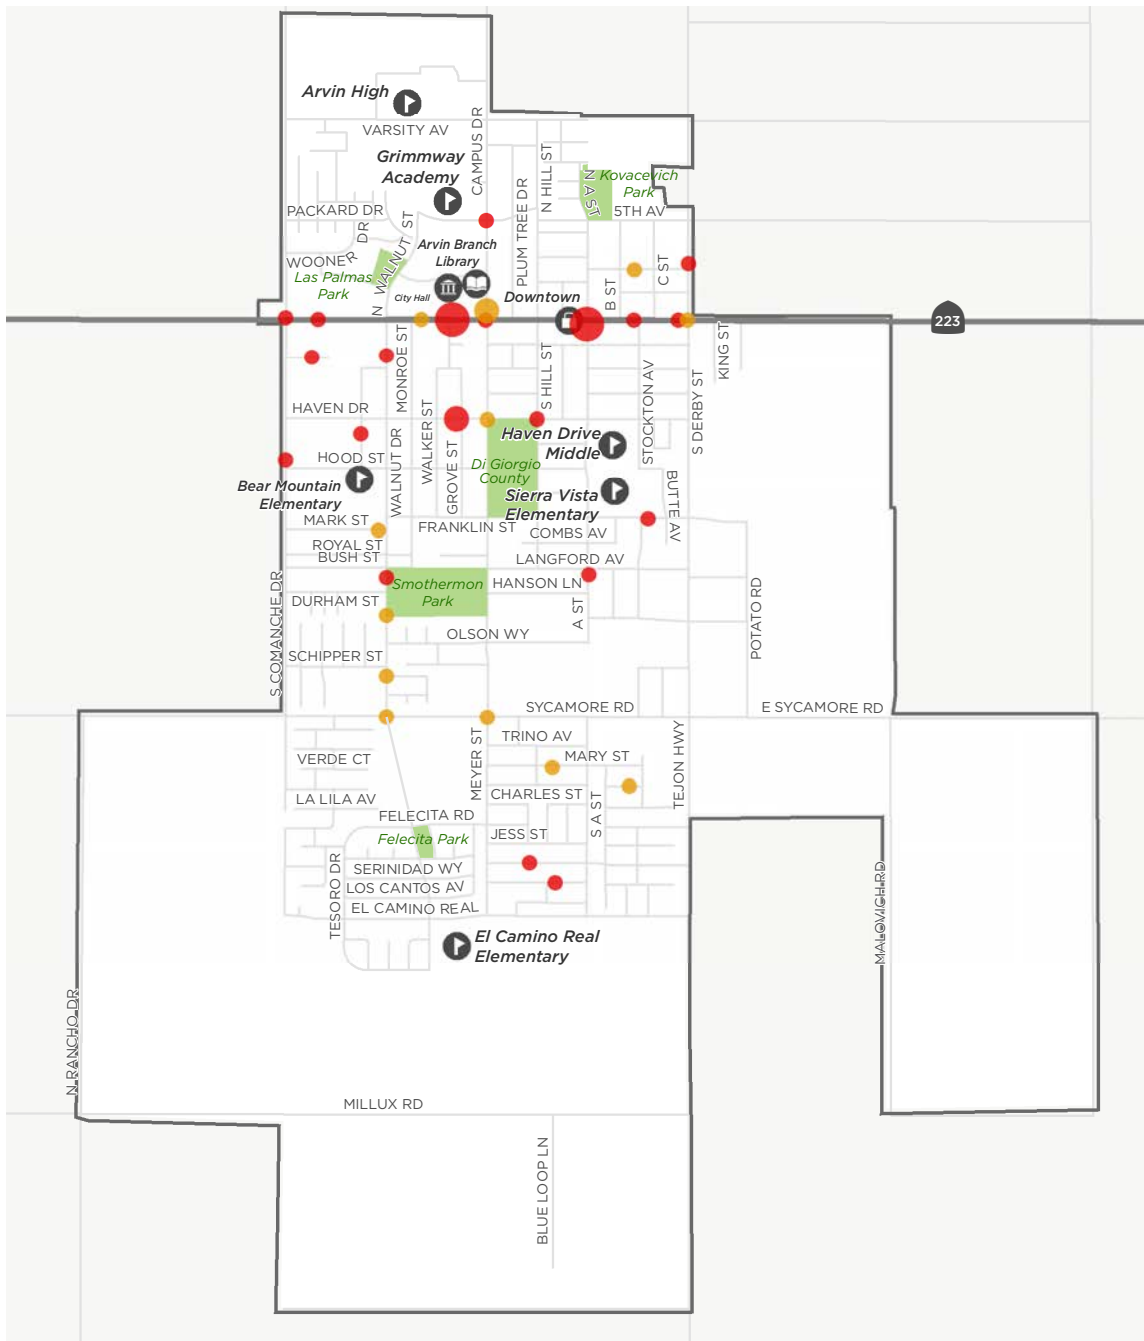 Arvin High
VARSITY AV
CAMPUS DR
Grimmway
Academy
N HILL ST
PLUM TREE DR
N A ST
Kovacevich
Park
5TH AV
PACKARD DR
DR
WOONER
N WALNUT ST
Las Palmas
Park
Arvin Branch
Library
City Hall
Downtown
B ST
C ST
223
KING ST
MONROE ST
S HILL ST
STOCKTON AV
S DERBY ST
HAVEN DR
WALKER ST
GROVE ST
WALNUT DR
HOOD ST
Haven Drive
Middle
Di Giorgio
County
Bear Mountain
Elementary
Sierra Vista
Elementary
BUTTE AV
MARK ST
FRANKLIN ST
COMBS AV
ROYAL ST
BUSH ST
LANGFORD AV
S COMANCHE DR
Smothermon
Park
HANSON LN
DURHAM ST
A ST
POTATO RD
OLSON WY
SCHIPPER ST
SYCAMORE RD
E SYCAMORE RD
MEYER ST
TRINO AV
MARY ST
TEJON HWY
VERDE CT
LA LILA AV
CHARLES ST
S A ST
FELECITA RD
Felecita Park
JESS ST
TESORO DR
SERINIDAD WY
LOS CANTOS AV
EL CAMINO REAL
MALOVICH RD
El Camino Real
Elementary
N RANCHO DR
MILLUX RD
BLUE LOOP LN